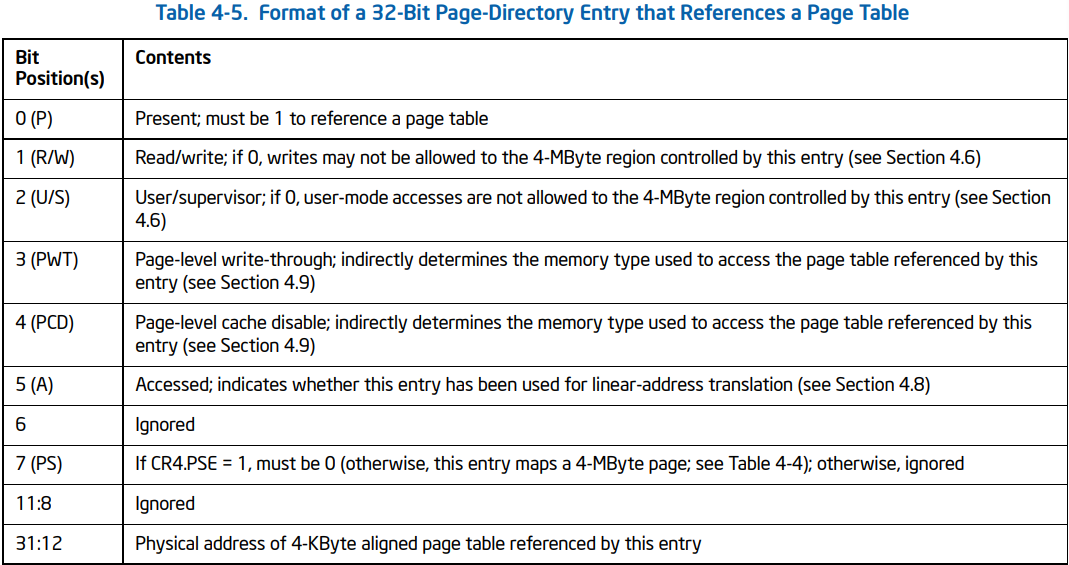 Table 4-5. Format of a 32-Bit Page-Directory Entry that References a Page Table
Bit
Position(s)
Contents
0 (P)
Present; must be 1 to reference a page table
1 (R/W)
Read/write; if 0, writes may not be allowed to the 4-MByte region controlled by this entry (see Section 4.6)
2 (U/S)
User/supervisor; if 0, user-mode accesses are not allowed to the 4-MByte region controlled by this entry (see Section
4.6)
3 (PWT)
Page-level write-through; indirectly determines the memory type used to access the page table referenced by this
entry (see Section 4.9)
4 (PCD)
Page-level cache disable; indirectly determines the memory type used to access the page table referenced by this
entry (see Section 4.9)
5 (A)
Accessed; indicates whether this entry has been used for linear-address translation (see Section 4.8)
6
Ignored
7 (PS)
If CR4.PSE = 1, must be 0 (otherwise, this entry maps a 4-MByte page; see Table 4-4); otherwise, ignored
11:8
Ignored
31:12
Physical address of 4-KByte aligned page table referenced by this entry